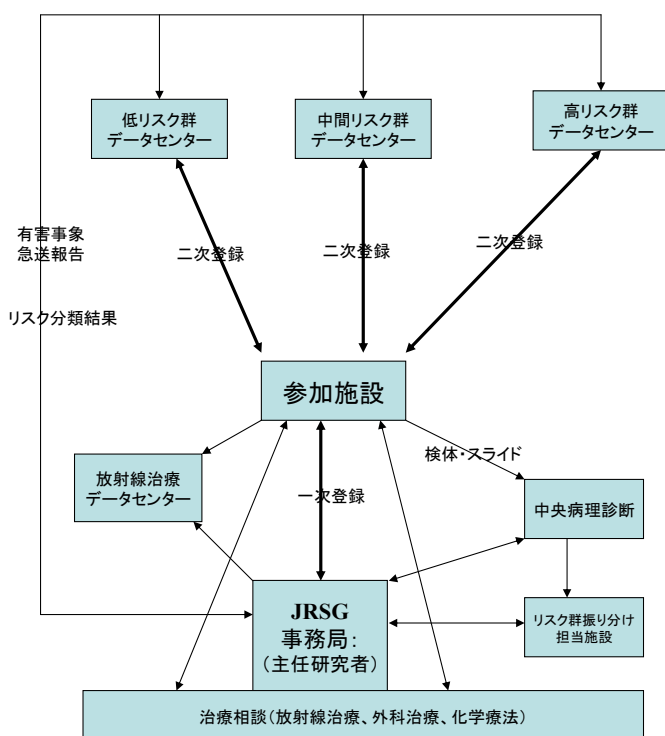 低リスク群
データセンター
中間リスク群
データセンター
高リスク群
データセンター
有害事象
急送報告
二次登録
二次登録
二次登録
リスク分類結果
参加施設
検体・スライド
放射線治療
データセンター
一次登録
中央病理診断
JRSG
事務局:
(主任研究者)
リスク群振り分け
担当施設
治療相談(放射線治療、外科治療、化学療法)